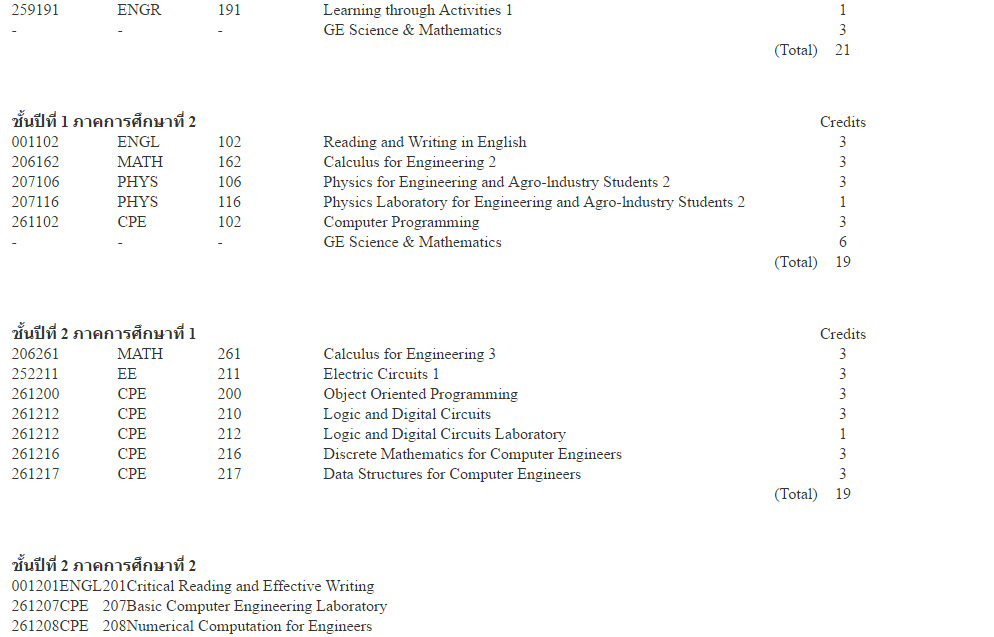 259191 ENGR 191 Learning through Activities 1 1
- - - GE Science & Mathematics 3
(Total) 21
ชั้นปีที่ 1 ภาคการศึกษาที่ 2 Credits
001102 ENGL 102 Reading and Writing in English 3
206162 MATH 162 Calculus for Engineering 2 3
207106 PHYS 106 Physics for Engineering and Agro-lndustry Students 2 3
207116 PHYS 116 Physics Laboratory for Engineering and Agro-lndustry Students 2 1
261102 CPE 102 Computer Programming 3
- - - GE Science & Mathematics 6
(Total) 19
ชั้นปีที่ 2 ภาคการศึกษาที่ 1 Credits
206261 MATH 261 Calculus for Engineering 3 3
252211 EE 211 Electric Circuits 1 3
261200 CPE 200 Object Oriented Programming 3
261212 CPE 210 Logic and Digital Circuits 3
261212 CPE 212 Logic and Digital Circuits Laboratory 1
261216 CPE 216 Discrete Mathematics for Computer Engineers 3
261217 CPE 217 Data Structures for Computer Engineers 3
(Total) 19
ชั้นปีที่ 2 ภาคการศึกษาที่ 2
001201ENGL201Critical Reading and Effective Writing
261207CPE 207Basic Computer Engineering Laboratory
261208CPE 208Numerical Computation for Engineers